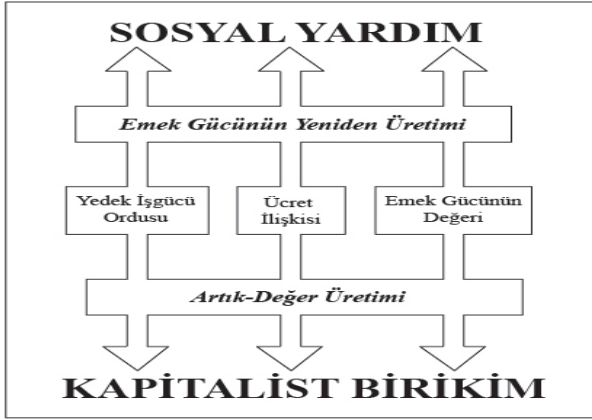 SOSYAL YARDIM
Emek Gücünün Yeniden Üretimi
Yedek İşgücü
Ordusu
Ücret
İlişkisi
Emek Gücünün
Değeri
Artık-Değer Üretimi
KAPİTALİST BİRİKİM